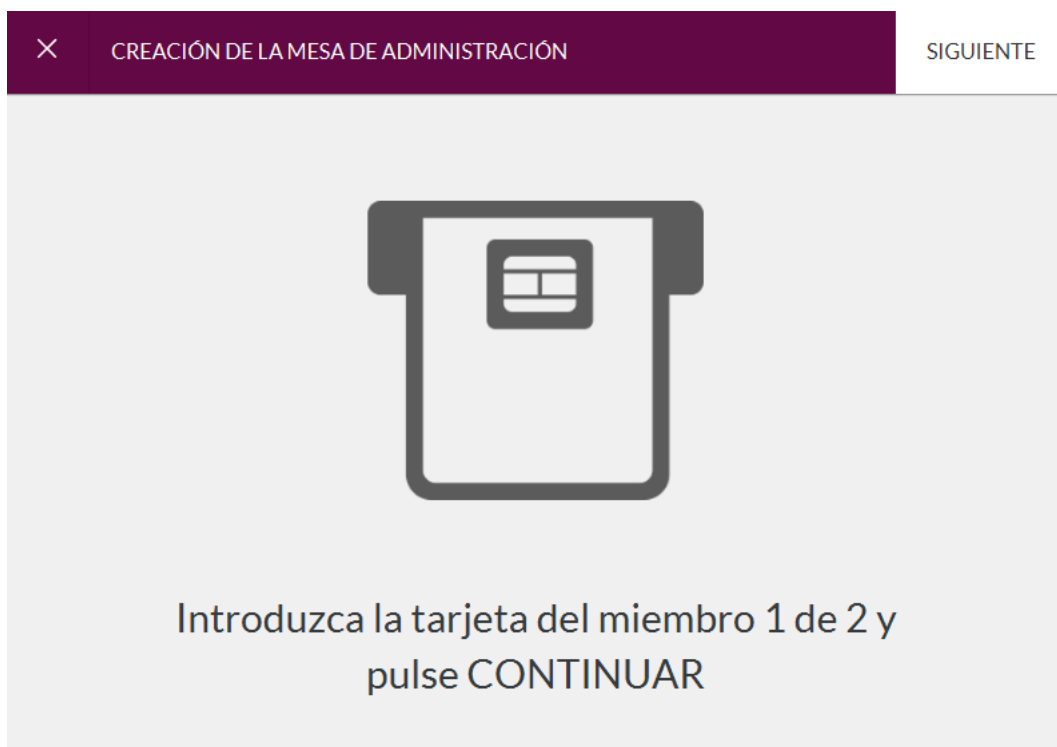 CREACIÓN DE LA MESA DE ADMINISTRACIÓN
SIGUIENTE
Introduzca la tarjeta del miembro 1 de 2 y
pulse CONTINUAR